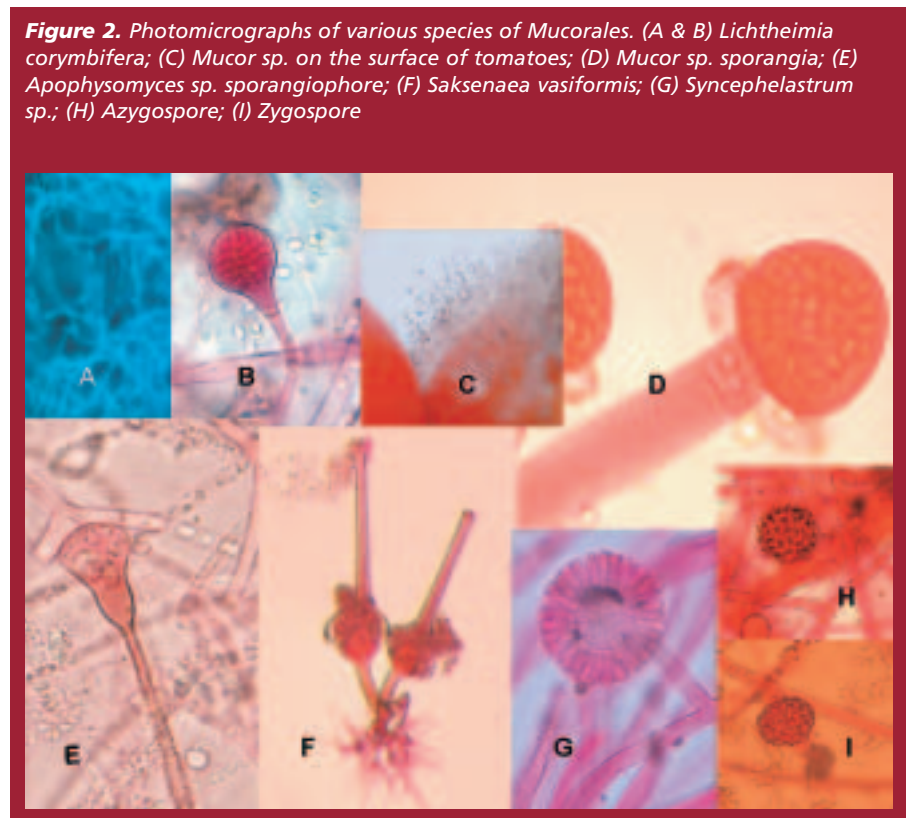 Figure 2. Photomicrographs of various species of Mucorales. (A & B) Lichtheimia
corymbifera; (C) Mucor sp. on the surface of tomatoes; (D) Mucor sp. sporangia; (E)
Apophysomyces sp. sporangiophore; (F) Saksenaea vasiformis; (G) Syncephelastrum
sp.; (H) Azygospore; (I) Zygospore
A
B
C
D
E
F
G
H
I